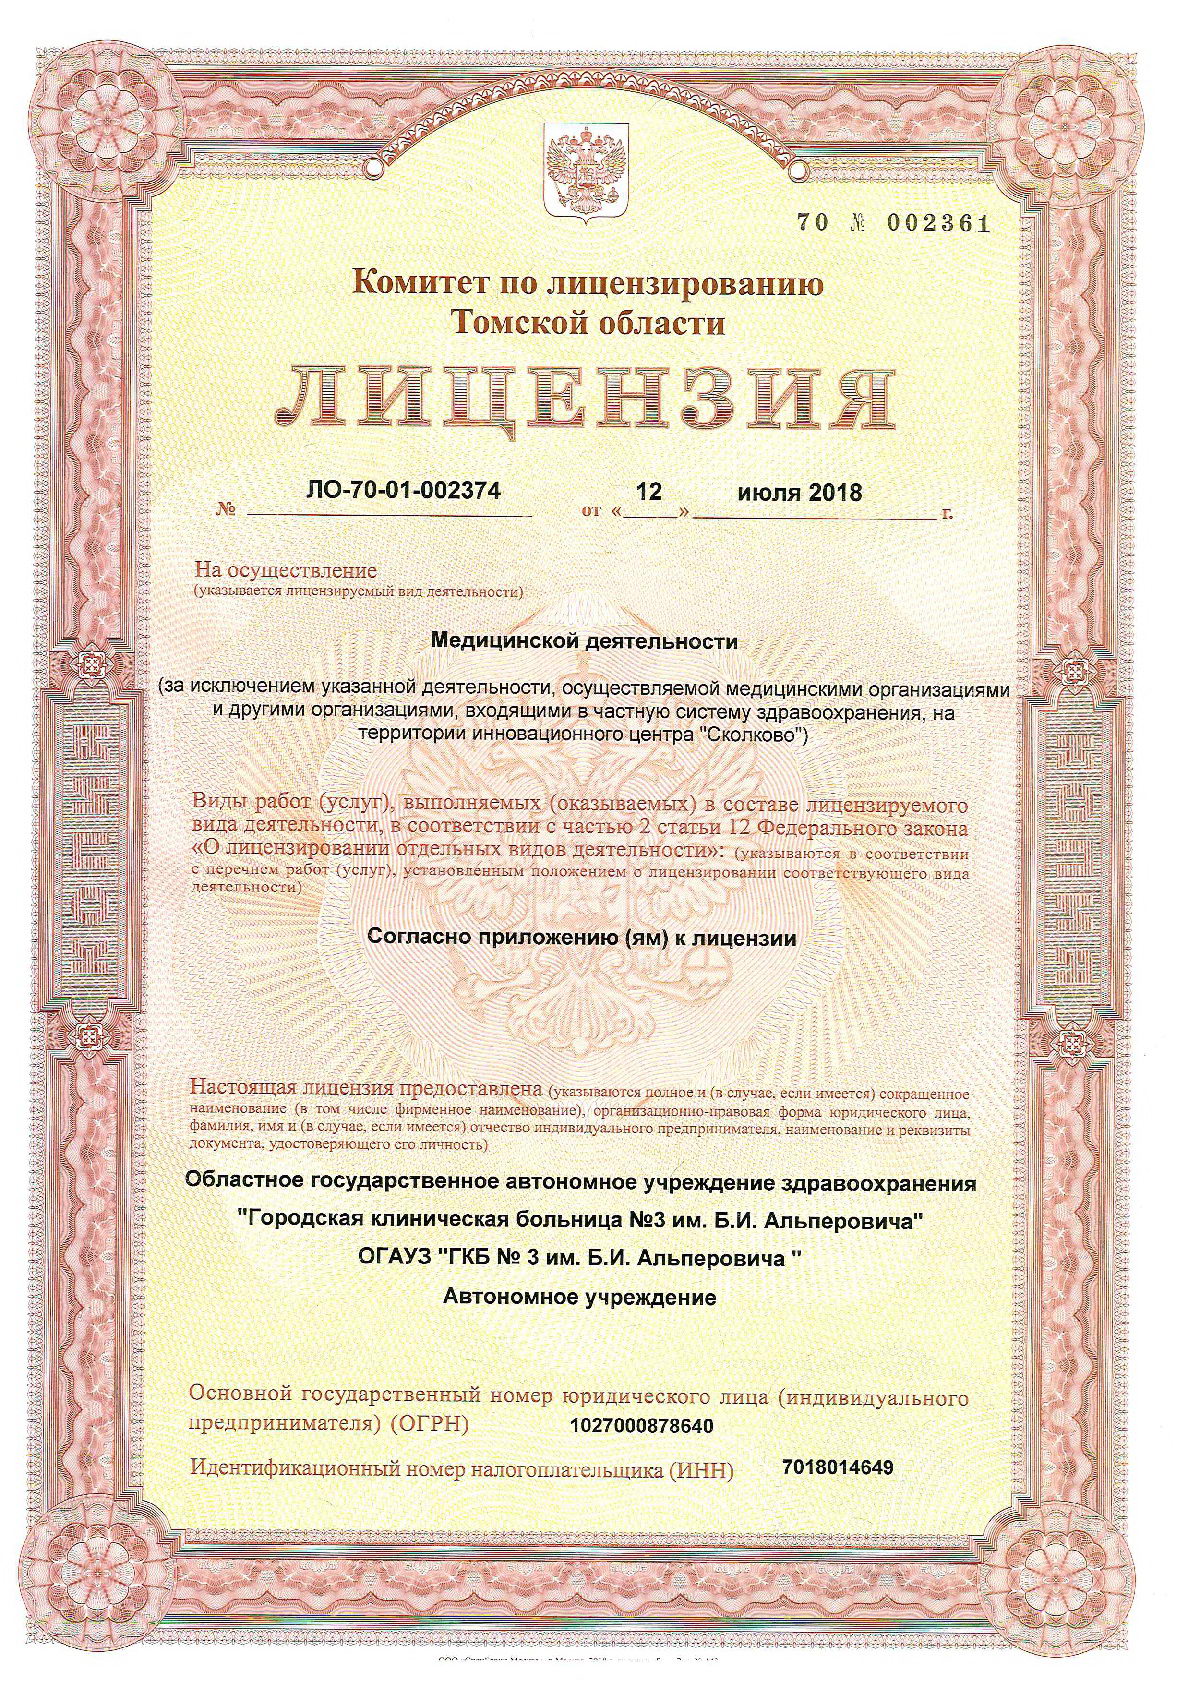 70 № 002361
Комитет по лицензированию
Томской области
ЛИЦЕНЗИЯ
№ ЛО-70-01-002374 от «12» июля 2018 г.
На осуществление
(указывается лицензируемый вид деятельности)
Медицинской деятельности
(за исключением указанной деятельности, осуществляемой медицинскими организациями
и другими организациями, входящими в частную систему здравоохранения, на
территории инновационного центра "Сколково")
Виды работ (услуг), выполняемых (оказываемых) в составе лицензируемого
вида деятельности, в соответствии с частью 2 статьи 12 Федерального закона
«О лицензировании отдельных видов деятельности»: (указываются в соответствии
с перечнем работ (услуг), установленным положением о лицензировании соответствующего вида
деятельности)
Согласно приложению (ям) к лицензии
Настоящая лицензия предоставлена (указываются полное и (в случае, если имеется) сокращенное
наименование (в том числе фирменное наименование), организационно-правовая форма юридического лица,
фамилия, имя и (в случае, если имеется) отчество индивидуального предпринимателя, наименование и реквизиты
документа, удостоверяющего его личность)
Областное государственное автономное учреждение здравоохранения
"Городская клиническая больница №3 им. Б.И. Альперовича"
ОГАУЗ "ГКБ № 3 им. Б.И. Альперовича "
Автономное учреждение
Основной государственный номер юридического лица (индивидуального
предпринимателя) (ОГРН) 1027000878640
Идентификационный номер налогоплательщика (ИНН) 7018014649